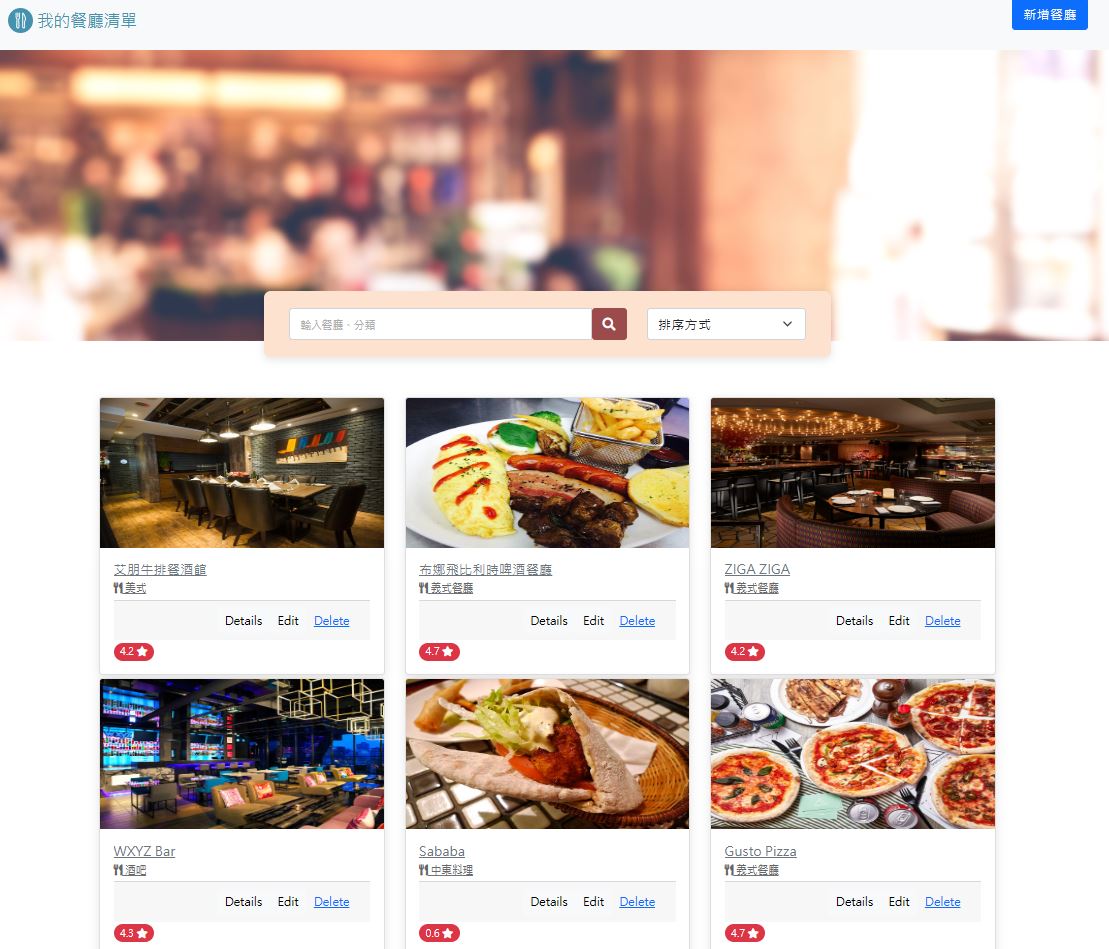 我的餐廳清單
新增餐廳
輸入餐廳、分類
排序方式
艾朋牛排餐酒館
美式
Details Edit Delete
4.2
布娜飛比利時啤酒餐廳
義式餐廳
Details Edit Delete
4.7
ZIGA ZIGA
義式餐廳
Details Edit Delete
4.2
WXYZ Bar
酒吧
Details Edit Delete
4.3
Sababa
中東料理
Details Edit Delete
0.6
Gusto Pizza
義式餐廳
Details Edit Delete
4.7